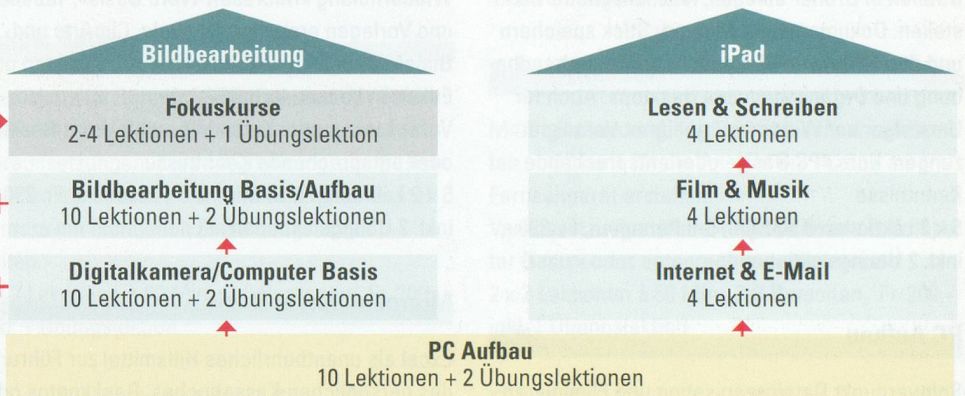 Bildbearbeitung
Fokuskurse
2-4 Lektionen + 1 Übungslektion
Bildbearbeitung Basis/Aufbau
10 Lektionen + 2 Übungslektionen
Digitalkamera/Computer Basis
10 Lektionen + 2 Übungslektionen
iPad
Lesen & Schreiben
4 Lektionen
Film & Musik
4 Lektionen
Internet & E-Mail
4 Lektionen
PC Aufbau
10 Lektionen + 2 Übungslektionen